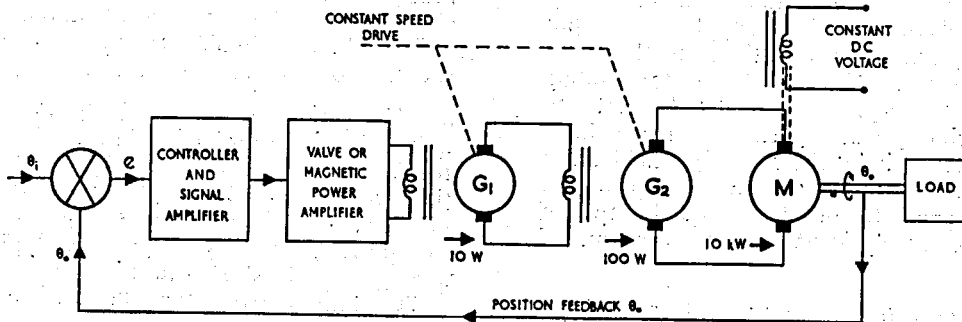 CONSTANT SPEED
DRIVE
CONSTANT
DC
VOLTAGE
θi
e
CONTROLLER
AND
SIGNAL
AMPLIFIER
VALVE OR
MAGNETIC
POWER
AMPLIFIER
G1
G2
M
θo
LOAD
10 W
100 W
10 kW
θo
POSITION FEEDBACK θo